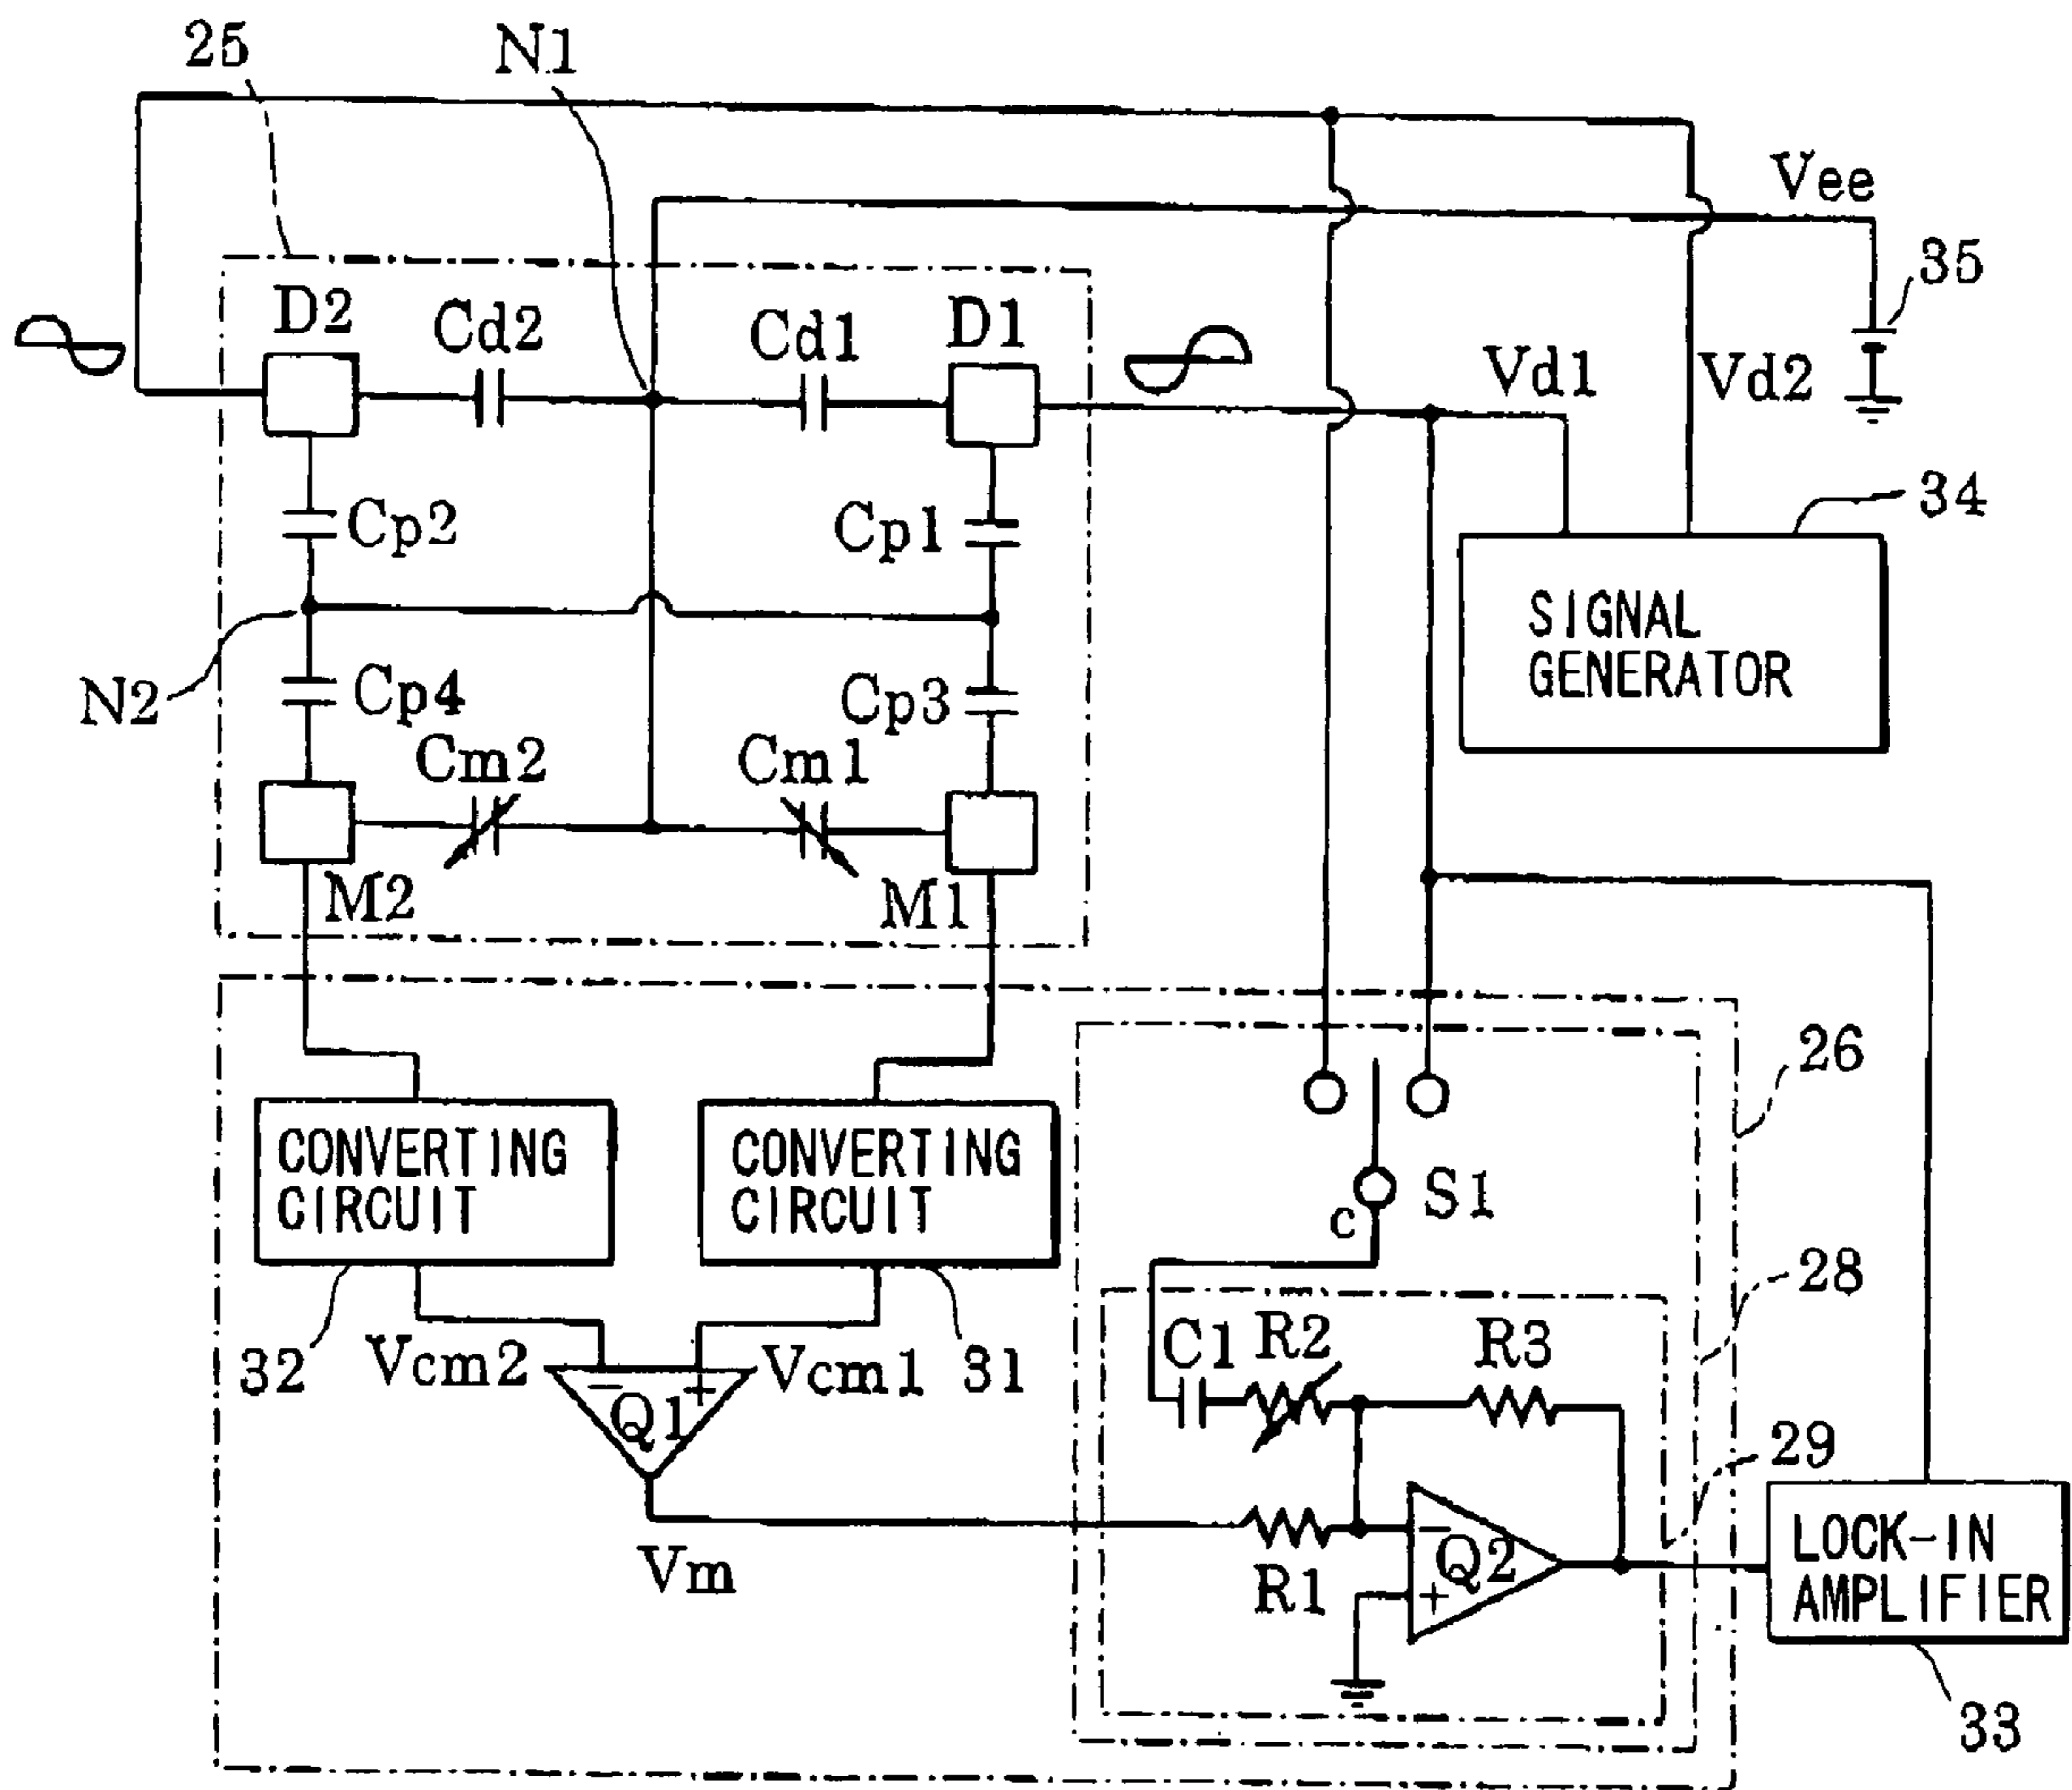 25
N1
Vee
35
D2
Cd2
Cd1
D1
Vd1
Vd2
Cp2
Cp1
34
SIGNAL
GENERATOR
N2
Cp4
Cp3
Cm2
Cm1
M2
M1
26
CONVERTING
CIRCUIT
CONVERTING
CIRCUIT
c
S1
28
32
Vcm2
Vcm1
31
C1
R2
R3
− +
Q1
29
Vm
R1
−
Q2
+
LOCK-IN
AMPLIFIER
33